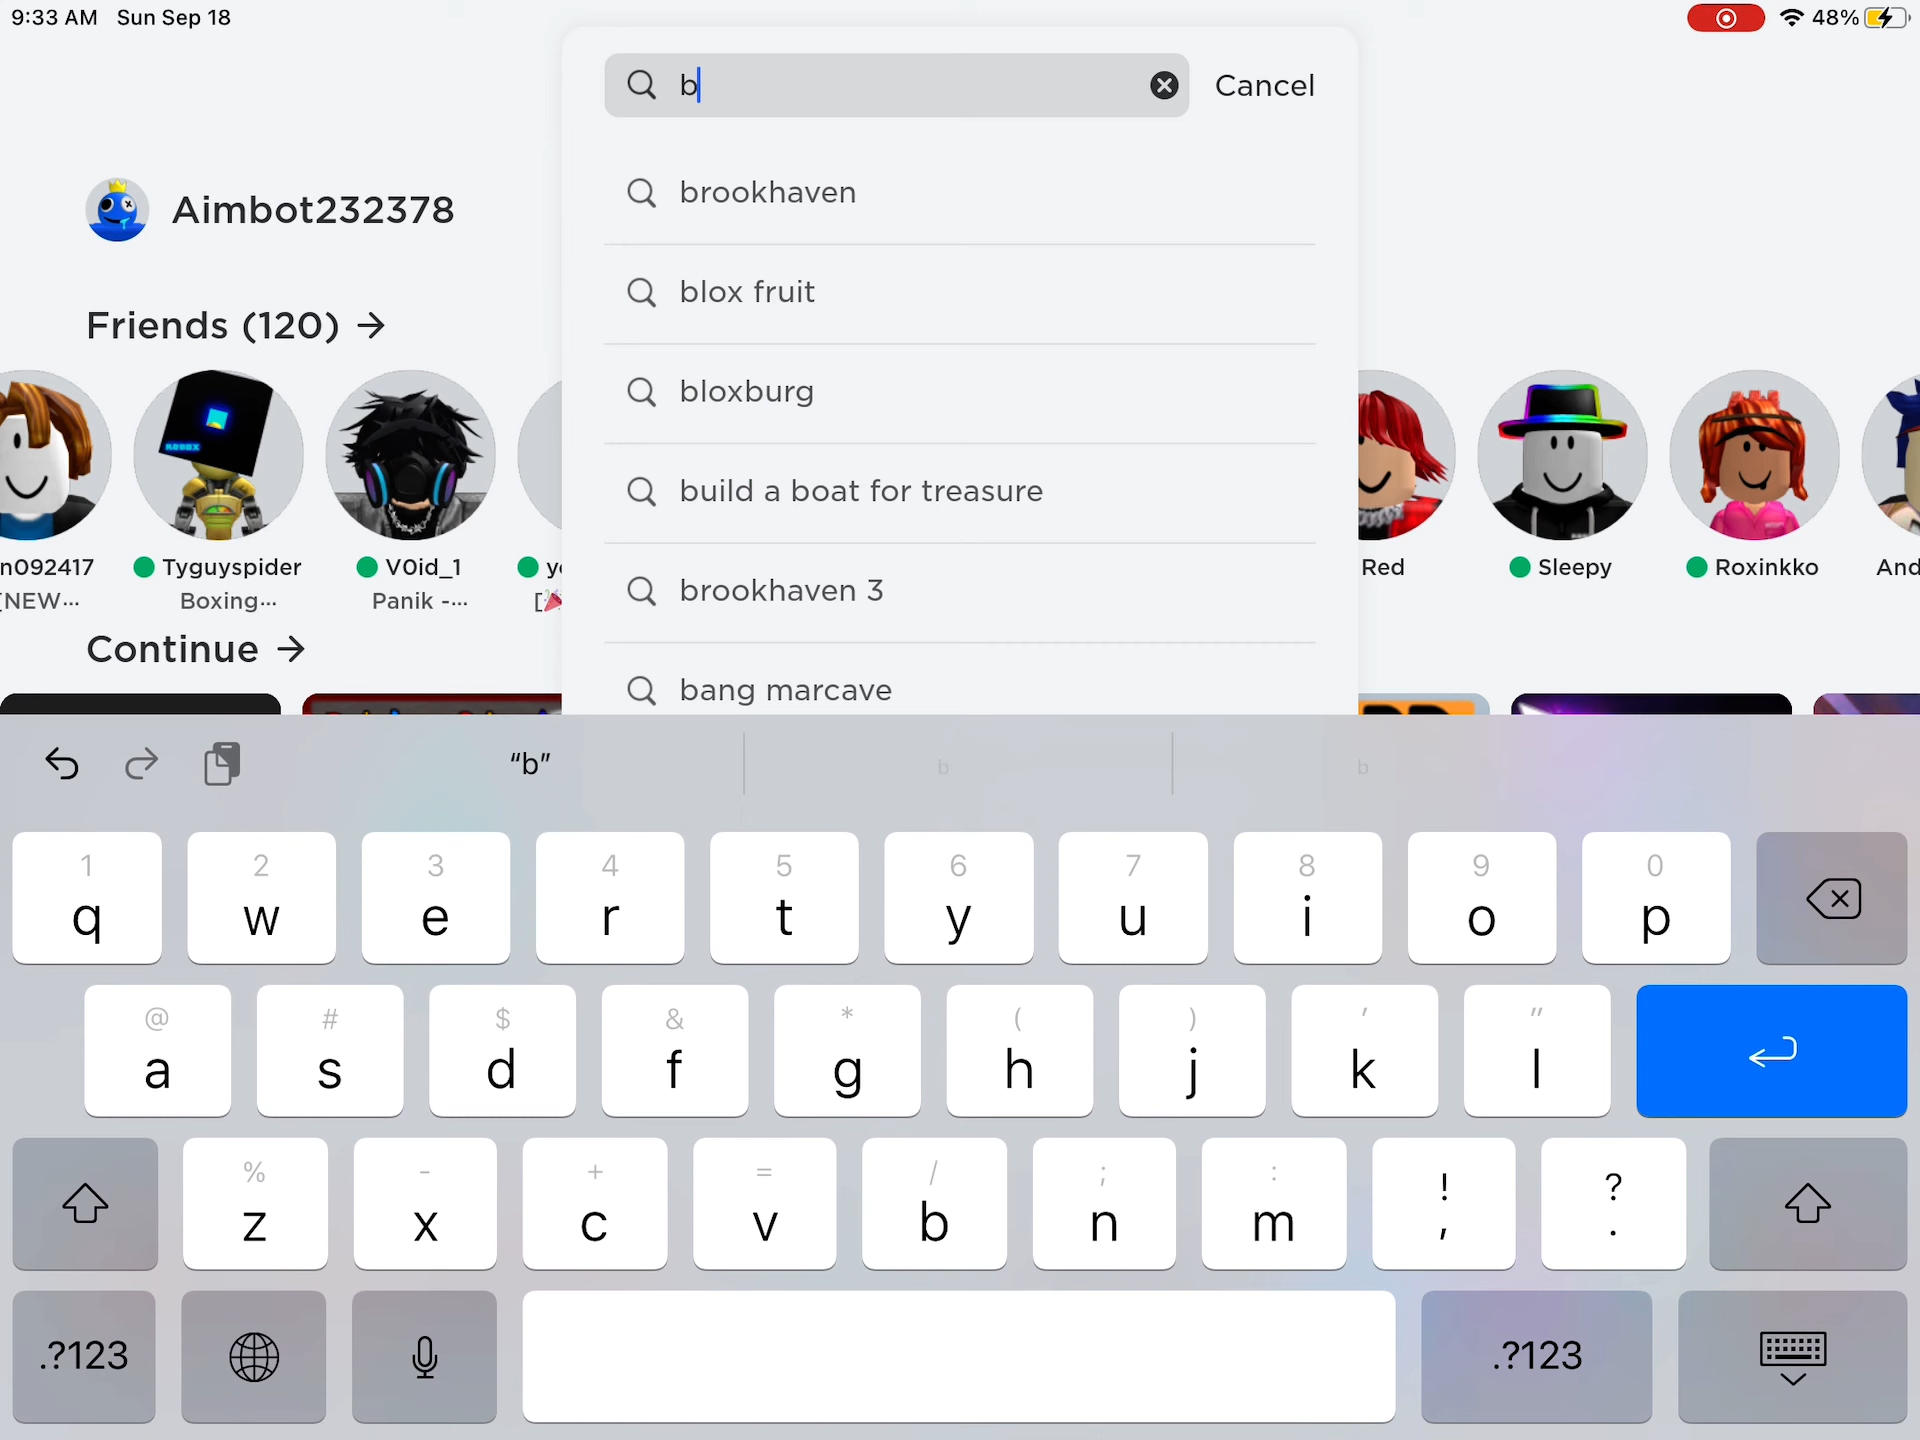 9:33 AM Sun Sep 18
48%
b
Cancel
brookhaven
blox fruit
bloxburg
build a boat for treasure
brookhaven 3
bang marcave
Aimbot232378
Friends (120) →
n092417
[NEW...
Tyguyspider
Boxing...
V0id_1
Panik -...
Red
Sleepy
Roxinkko
And
Continue →
"b"
b
b
1 2 3 4 5 6 7 8 9 0
q w e r t y u i o p
@ # $ & * ( ) ' "
a s d f g h j k l
% - + = / ; : ! ?
z x c v b n m , .
.?123
.?123